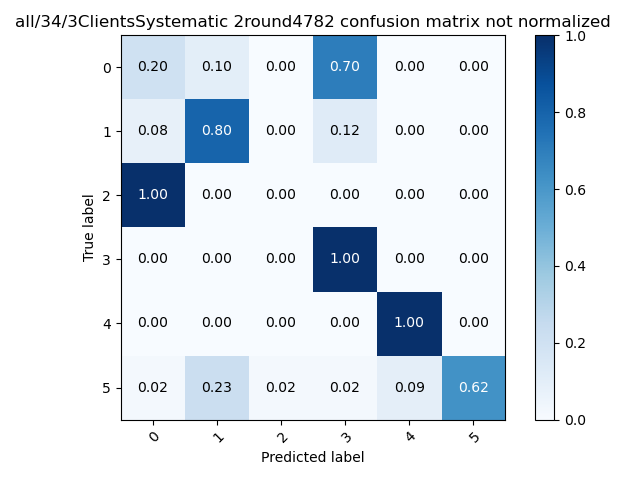 all/34/3ClientsSystematic 2round4782 confusion matrix not normalized
0 0.20 0.10 0.00 0.70 0.00 0.00
1 0.08 0.80 0.00 0.12 0.00 0.00
2 1.00 0.00 0.00 0.00 0.00 0.00
3 0.00 0.00 0.00 1.00 0.00 0.00
4 0.00 0.00 0.00 0.00 1.00 0.00
5 0.02 0.23 0.02 0.02 0.09 0.62
0 1 2 3 4 5
True label
Predicted label
1.0
0.8
0.6
0.4
0.2
0.0